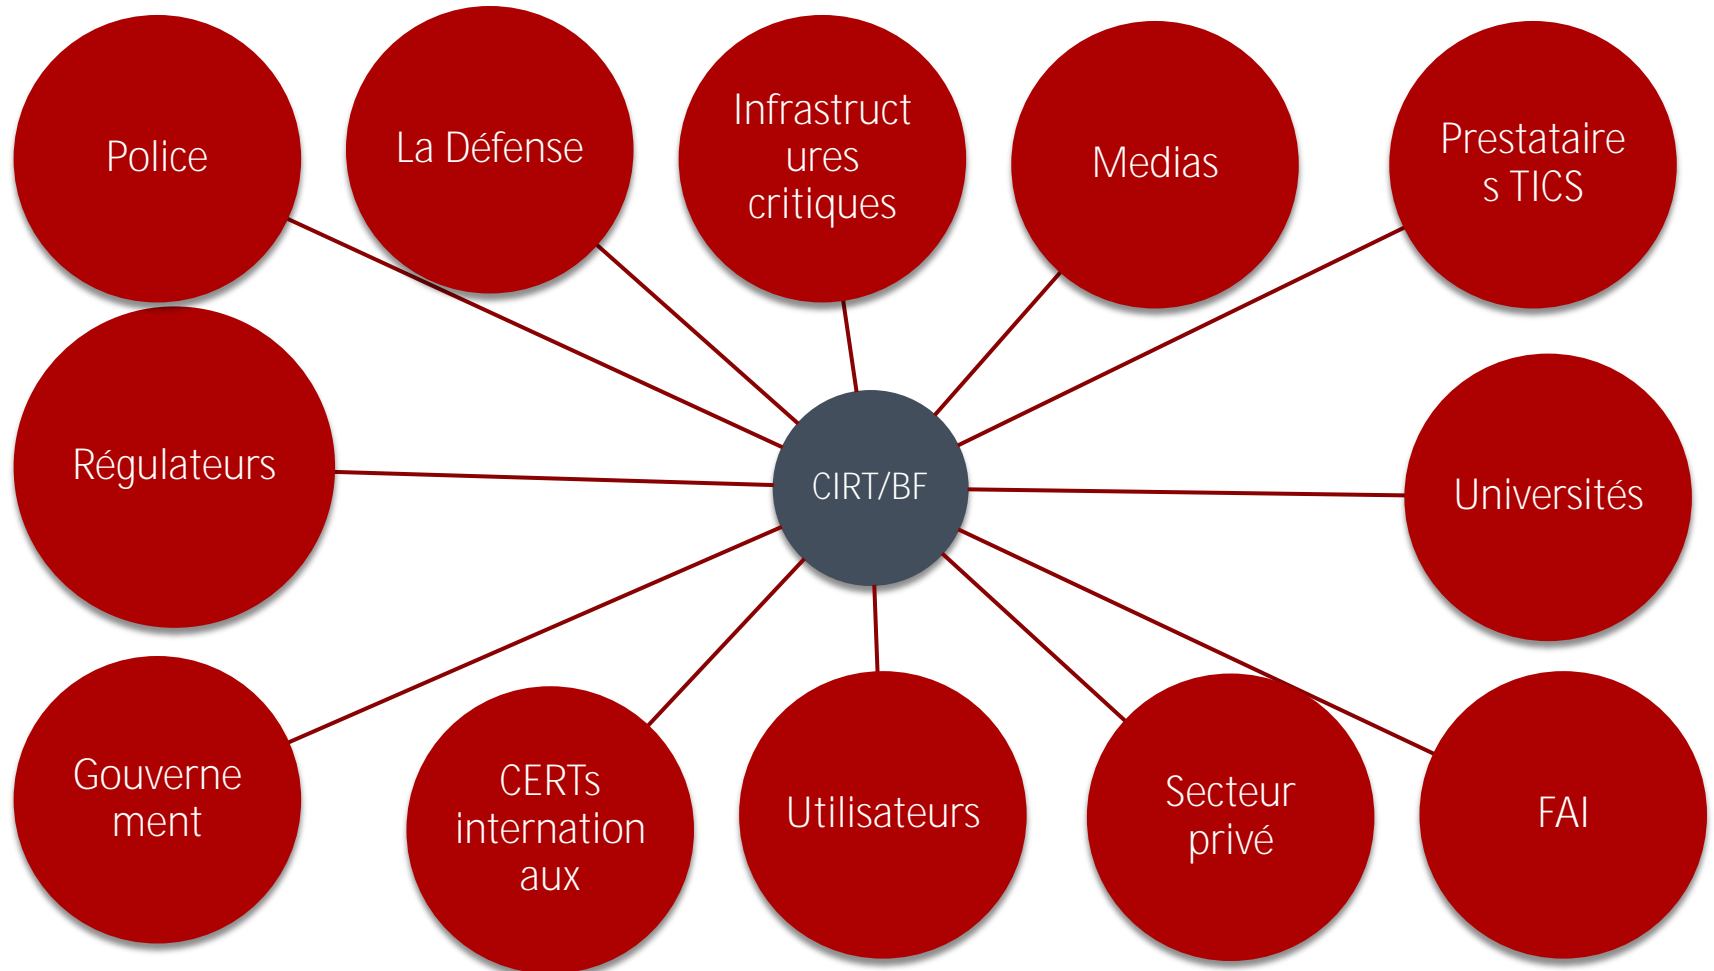 Police
La Défense
Infrastruct
ures
critiques
Medias
Prestataire
s TICS
Régulateurs
CIRT/BF
Universités
Gouverne
ment
CERTs
internation
aux
Utilisateurs
Secteur
privé
FAI